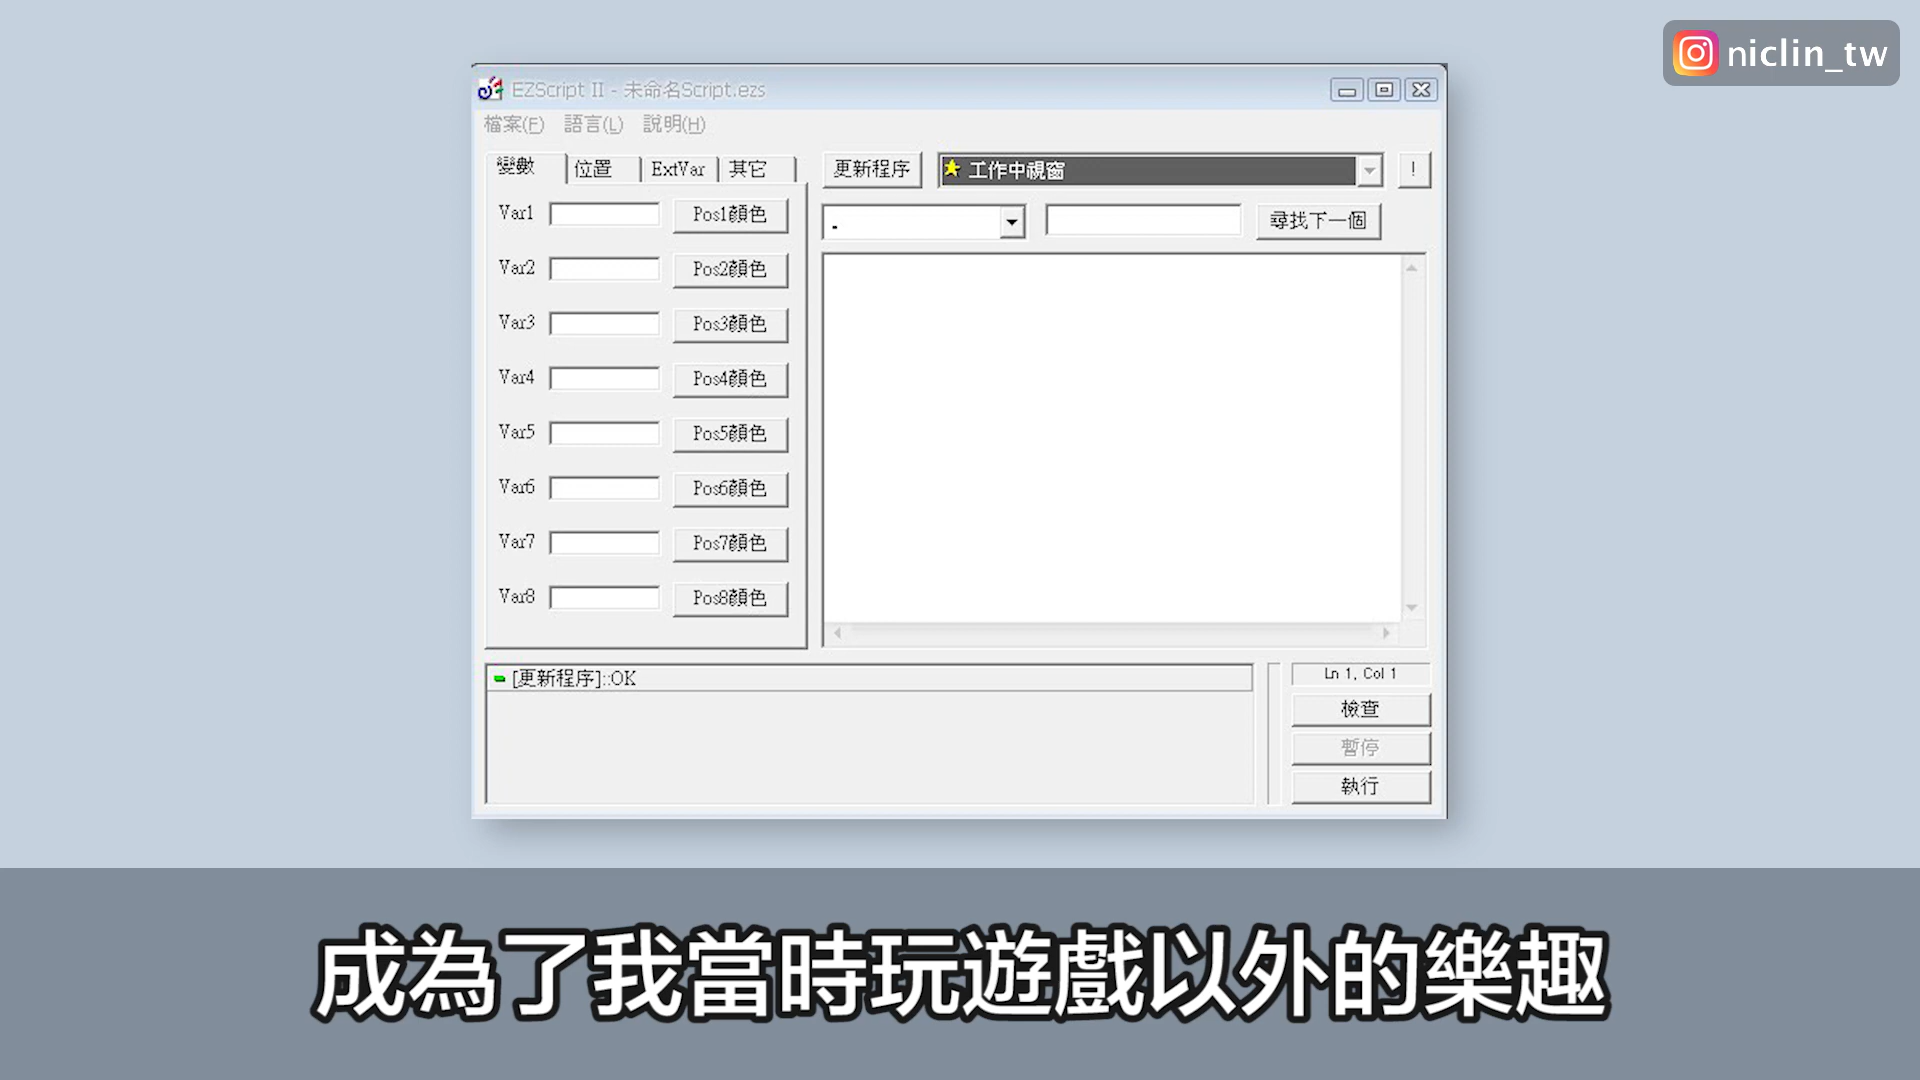 niclin_tw
EZScript II - 未命名Script.ezs
檔案(F) 語言(L) 說明(H)
變數 位置 ExtVar 其它 更新程序 工作中視窗 !
Var1 Pos1顏色 . 尋找下一個
Var2 Pos2顏色
Var3 Pos3顏色
Var4 Pos4顏色
Var5 Pos5顏色
Var6 Pos6顏色
Var7 Pos7顏色
Var8 Pos8顏色
[更新程序]::OK Ln 1, Col 1
檢查
暫停
執行
成為了我當時玩遊戲以外的樂趣